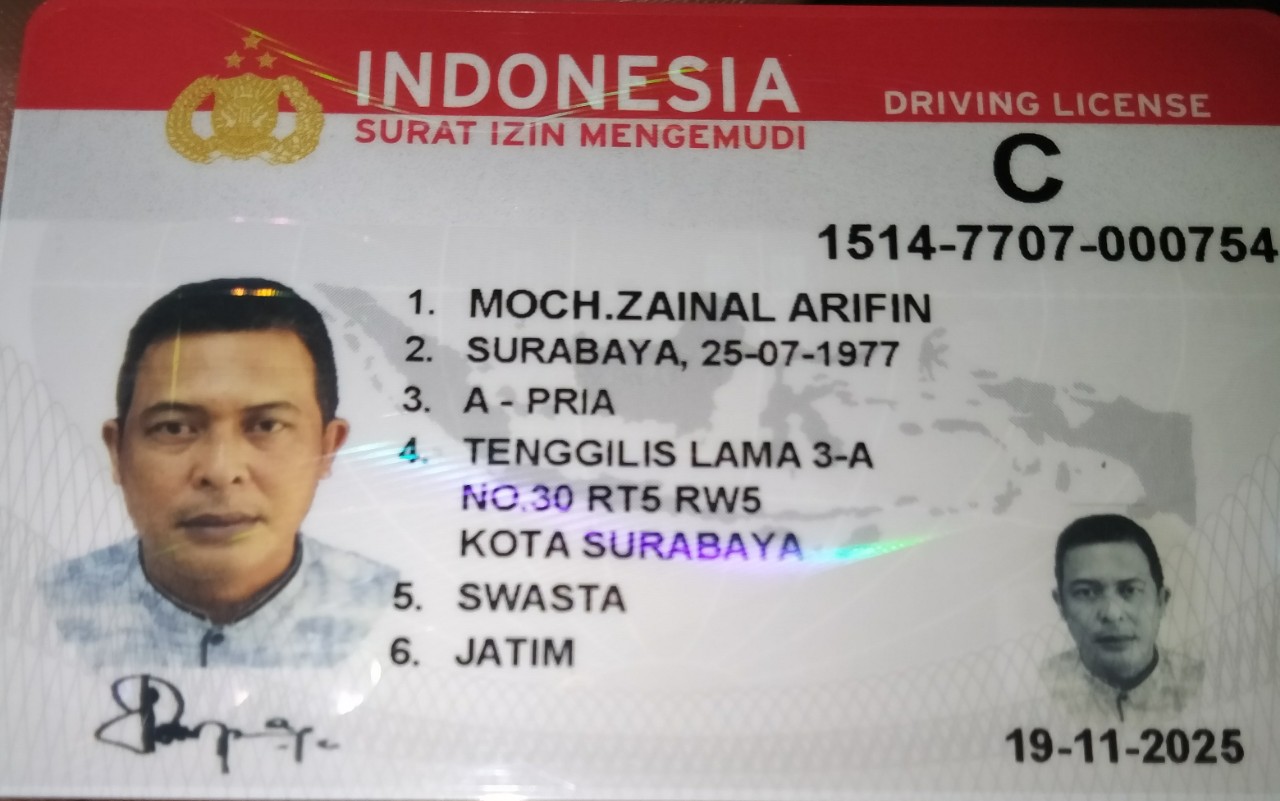 INDONESIA
SURAT IZIN MENGEMUDI
DRIVING LICENSE
C
1514-7707-000754
1. MOCH.ZAINAL ARIFIN
2. SURABAYA, 25-07-1977
3. A - PRIA
4. TENGGILIS LAMA 3-A
NO.30 RT5 RW5
KOTA SURABAYA
5. SWASTA
6. JATIM
19-11-2025